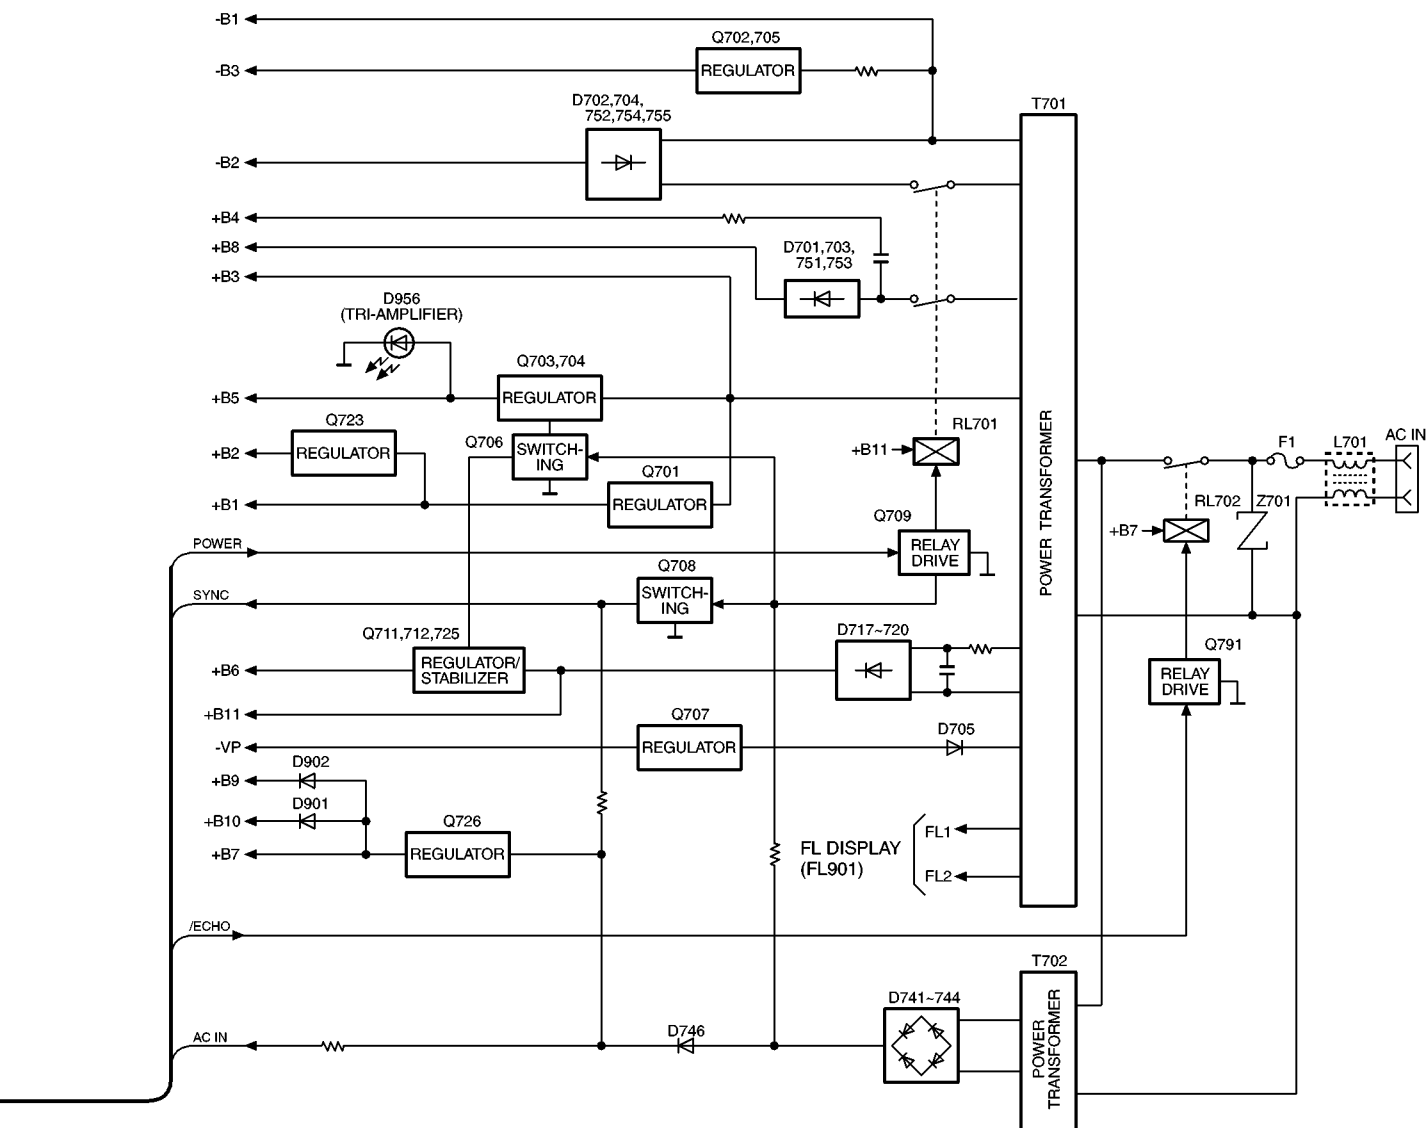 -B1
Q702,705
-B3
REGULATOR
D702,704,
752,754,755
T701
-B2
+B4
+B8
D701,703,
751,753
+B3
D956
(TRI-AMPLIFIER)
Q703,704
+B5
REGULATOR
Q723
Q706
SWITCH-
ING
RL701
+B11
POWER TRANSFORMER
F1
L701
AC IN
+B2
REGULATOR
Q701
+B1
REGULATOR
RL702
Z701
+B7
Q709
RELAY
DRIVE
POWER
Q708
SWITCH-
ING
SYNC
Q711,712,725
D717~720
Q791
RELAY
DRIVE
+B6
REGULATOR/
STABILIZER
+B11
Q707
D705
-VP
REGULATOR
D902
+B9
D901
+B10
Q726
+B7
REGULATOR
FL DISPLAY
(FL901)
FL1
FL2
/ECHO
T702
D741~744
D746
AC IN
POWER
TRANSFORMER